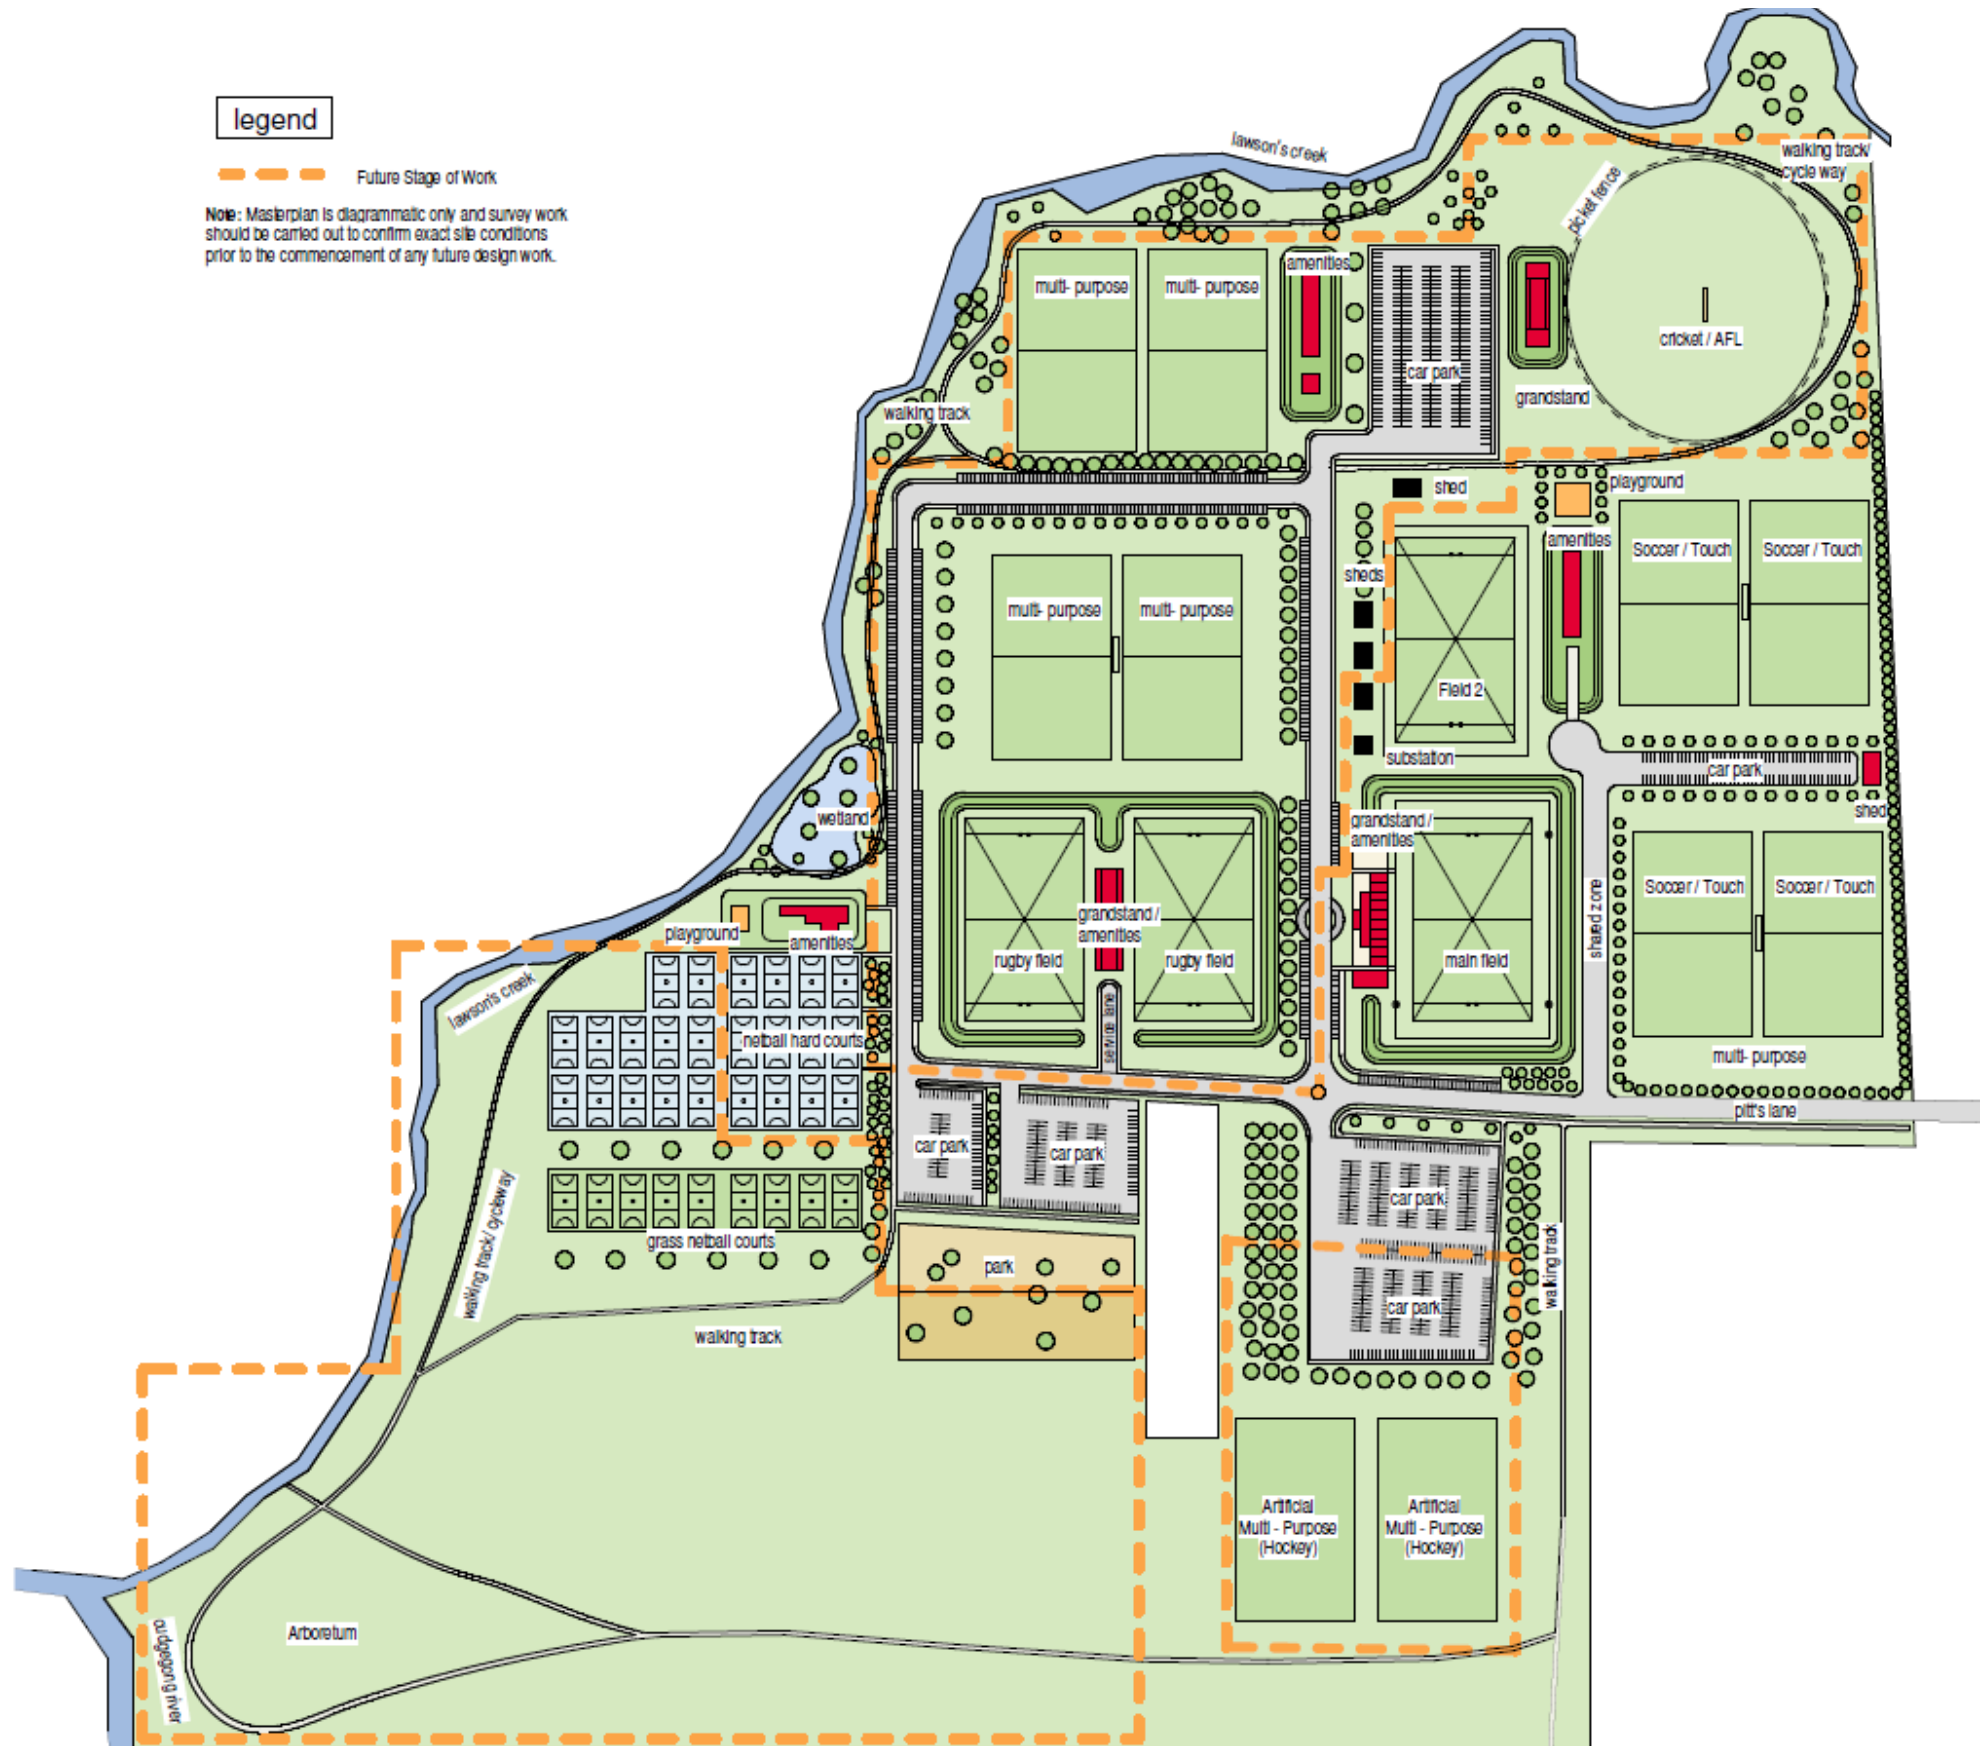 legend
Future Stage of Work
Note: Masterplan is diagrammatic only and survey work
should be carried out to confirm exact site conditions
prior to the commencement of any future design work.
lawson's creek
walking track/
cycle way
picket fence
multi- purpose
multi- purpose
amenities
car park
cricket / AFL
grandstand
walking track
shed
playground
amenities
Soccer / Touch
Soccer / Touch
sheds
multi- purpose
multi- purpose
Field 2
substation
car park
shed
wetland
grandstand /
amenities
Soccer / Touch
Soccer / Touch
shared zone
playground
amenities
grandstand /
amenities
rugby field
rugby field
main field
lawson's creek
netball hard courts
service lane
multi- purpose
pitt's lane
car park
car park
car park
walking track/ cycleway
grass netball courts
walking track
park
car park
walking track
Artificial
Multi - Purpose
(Hockey)
Artificial
Multi - Purpose
(Hockey)
Arboretum
cudgegong river